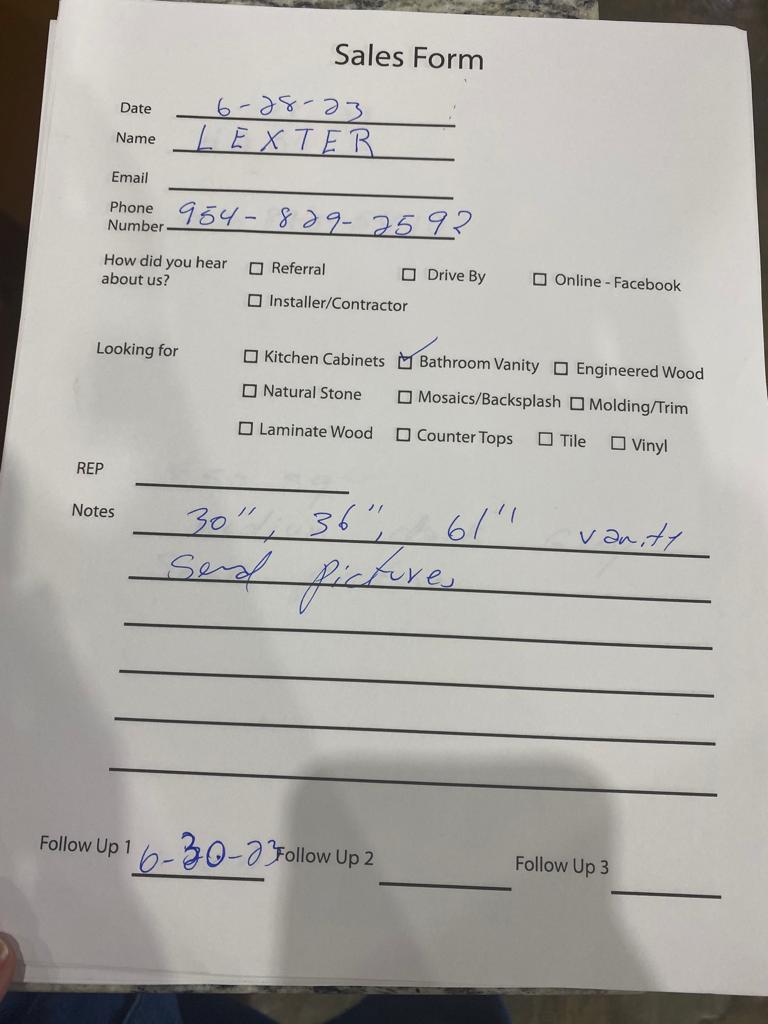 Sales Form
Date 6-28-23
Name LEXTER
Email
Phone Number 954-829-2592
How did you hear about us? ☐ Referral ☐ Drive By ☐ Online - Facebook
☐ Installer/Contractor
Looking for ☐ Kitchen Cabinets ☑ Bathroom Vanity ☐ Engineered Wood
☐ Natural Stone ☐ Mosaics/Backsplash ☐ Molding/Trim
☐ Laminate Wood ☐ Counter Tops ☐ Tile ☐ Vinyl
REP
Notes 30", 36", 61" vanity
Send pictures
Follow Up 1 6-30-23 Follow Up 2 Follow Up 3